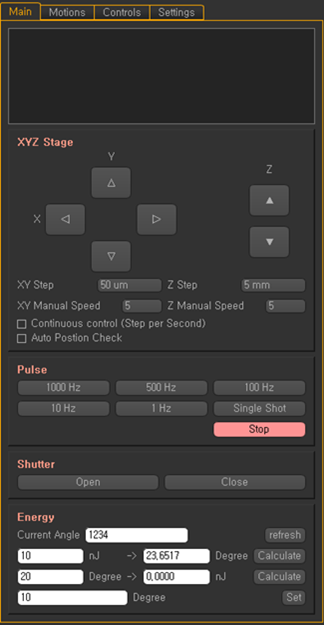 Main Motions Controls Settings
XYZ Stage
Y
Z
X
XY Step 50 um Z Step 5 mm
XY Manual Speed 5 Z Manual Speed 5
Continuous control (Step per Second)
Auto Postion Check
Pulse
1000 Hz 500 Hz 100 Hz
10 Hz 1 Hz Single Shot
Stop
Shutter
Open Close
Energy
Current Angle 1234 refresh
10 nJ -> 23,6517 Degree Calculate
20 Degree -> 0,0000 nJ Calculate
10 Degree Set